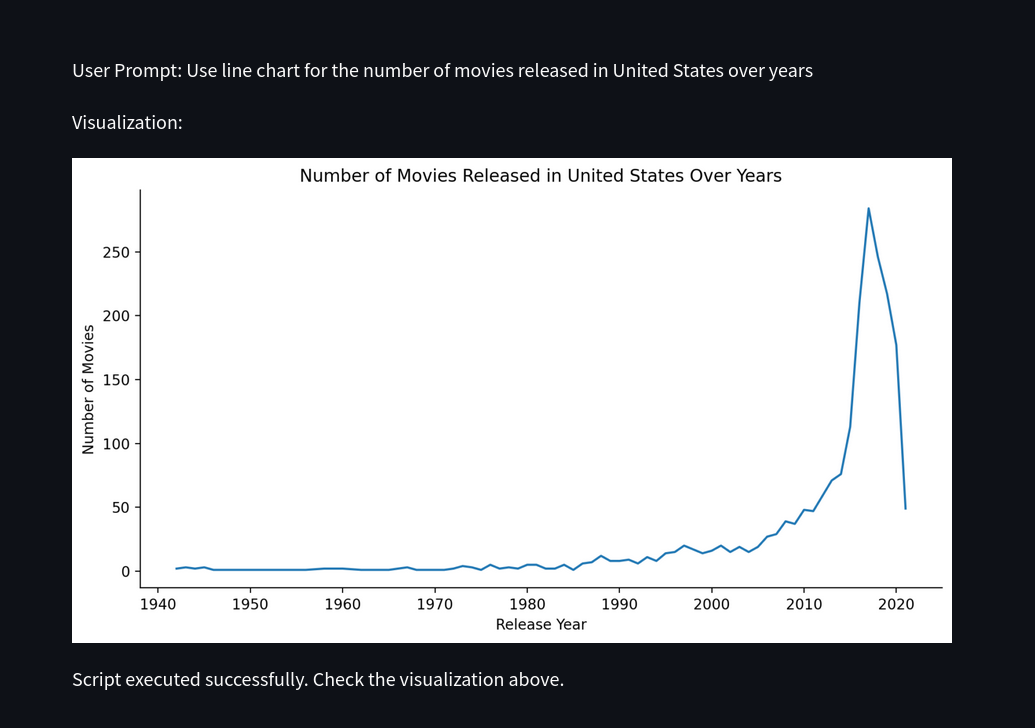 User Prompt: Use line chart for the number of movies released in United States over years
Visualization:
Number of Movies Released in United States Over Years
Number of Movies
250
200
150
100
50
0
1940 1950 1960 1970 1980 1990 2000 2010 2020
Release Year
Script executed successfully. Check the visualization above.